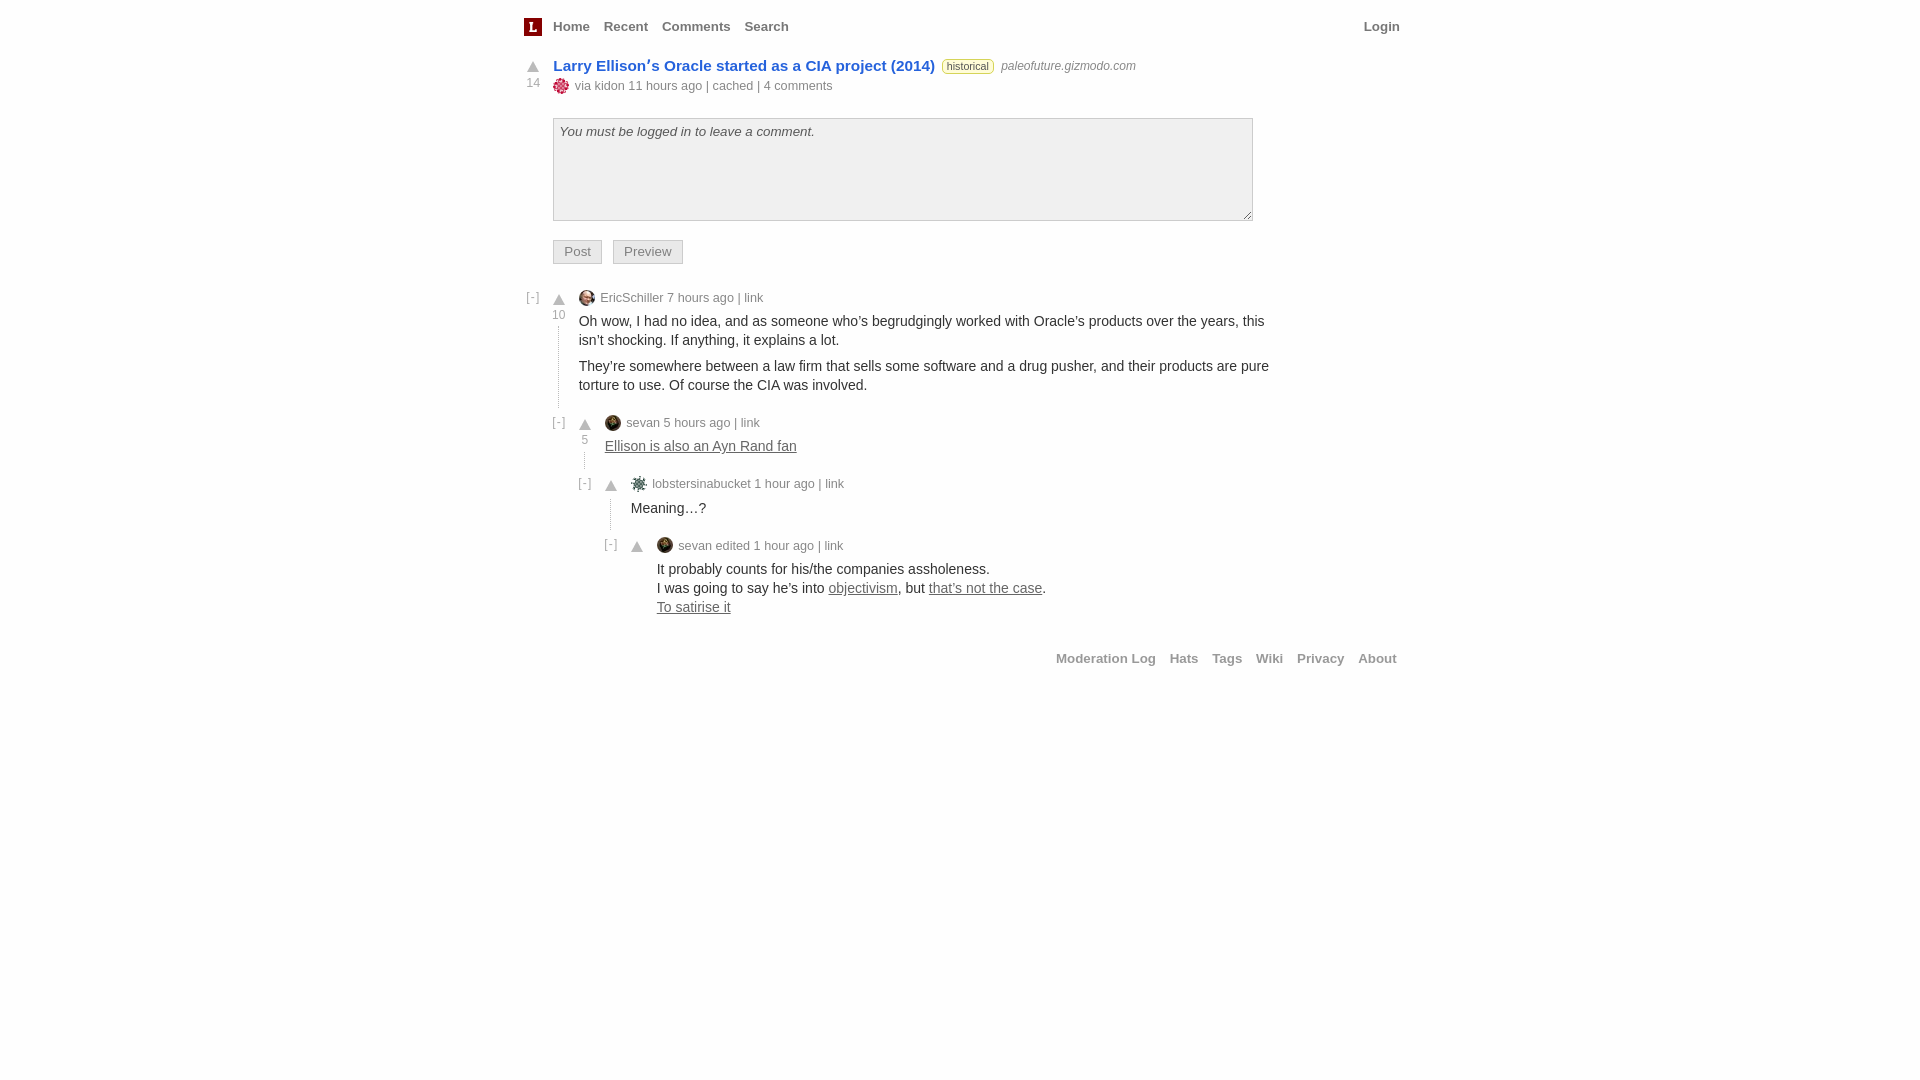 L Home Recent Comments Search Login
Larry Ellisonʼs Oracle started as a CIA project (2014) historical paleofuture.gizmodo.com
14 via kidon 11 hours ago | cached | 4 comments
You must be logged in to leave a comment.
Post Preview
[-] EricSchiller 7 hours ago | link
10
Oh wow, I had no idea, and as someone who’s begrudgingly worked with Oracle’s products over the years, this
isn’t shocking. If anything, it explains a lot.
They’re somewhere between a law firm that sells some software and a drug pusher, and their products are pure
torture to use. Of course the CIA was involved.
[-] sevan 5 hours ago | link
5
Ellison is also an Ayn Rand fan
[-] lobstersinabucket 1 hour ago | link
Meaning…?
[-] sevan edited 1 hour ago | link
It probably counts for his/the companies assholeness.
I was going to say he’s into objectivism, but that’s not the case.
To satirise it
Moderation Log Hats Tags Wiki Privacy About